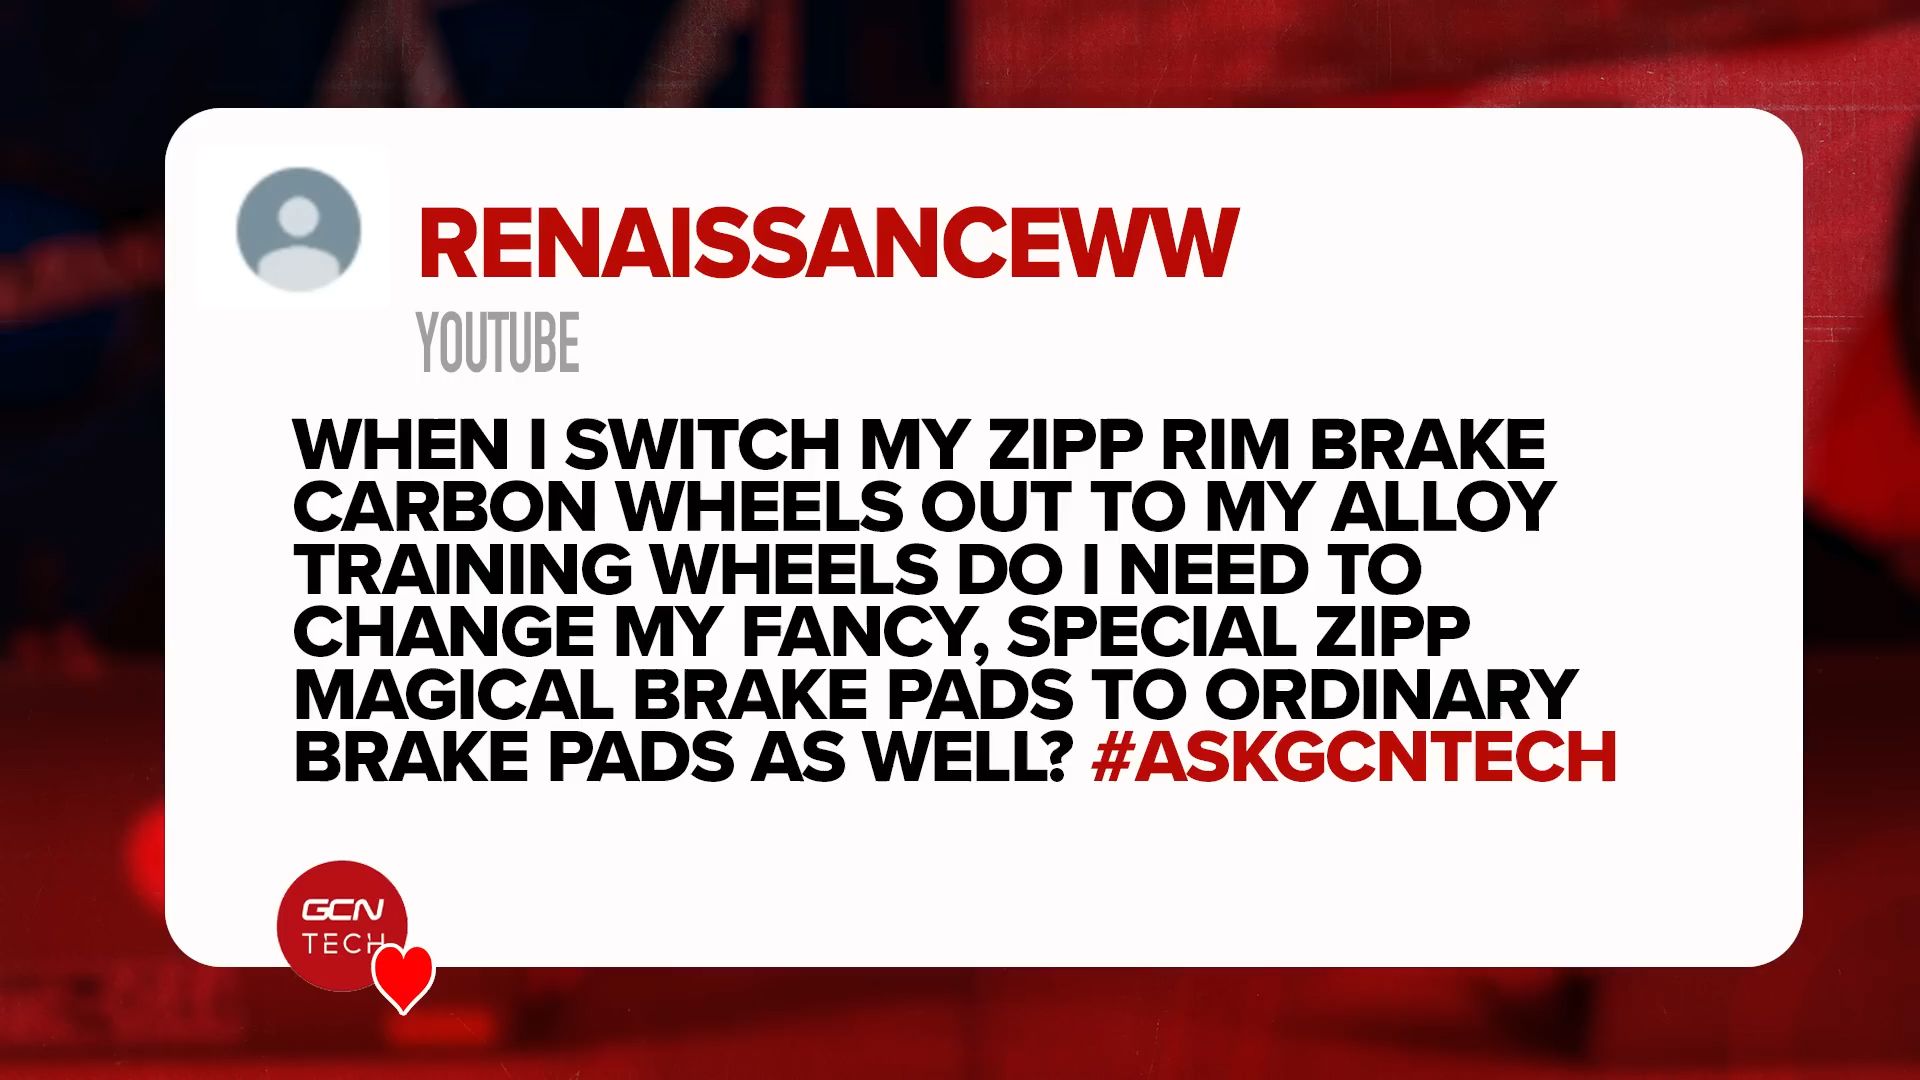 RENAISSANCEWW
YOUTUBE
WHEN I SWITCH MY ZIPP RIM BRAKE
CARBON WHEELS OUT TO MY ALLOY
TRAINING WHEELS DO I NEED TO
CHANGE MY FANCY, SPECIAL ZIPP
MAGICAL BRAKE PADS TO ORDINARY
BRAKE PADS AS WELL? #ASKGCNTECH
GCN
TECH